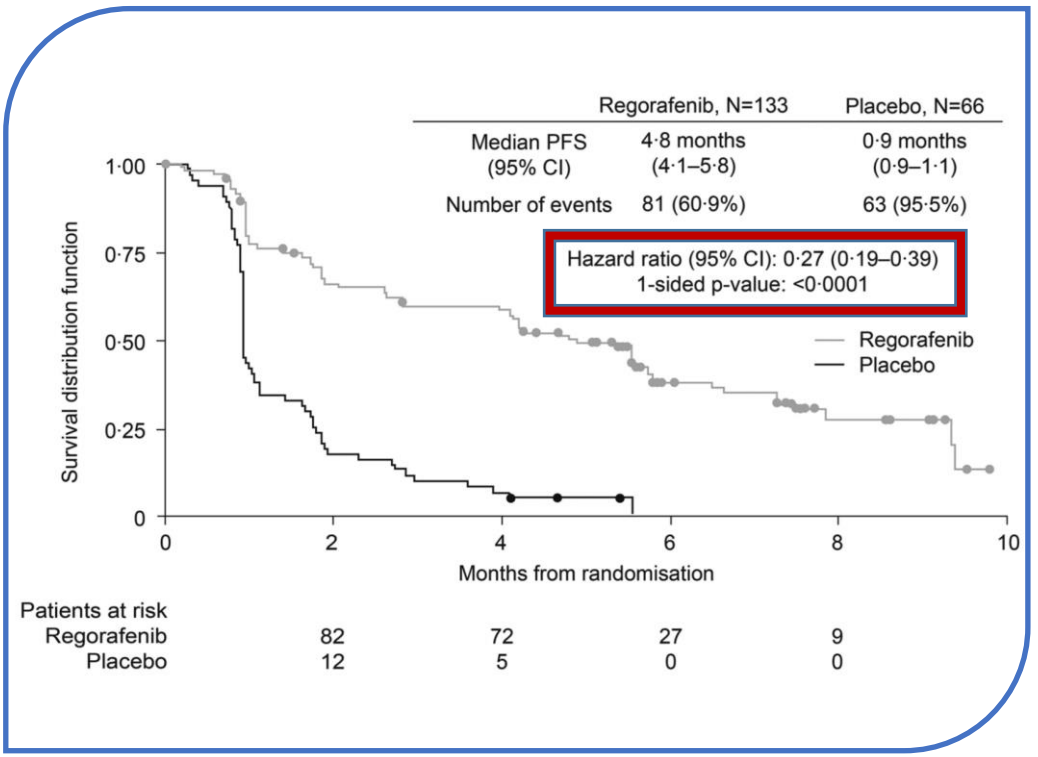 Regorafenib, N=133 Placebo, N=66
Median PFS 4·8 months 0·9 months
(95% CI) (4·1–5·8) (0·9–1·1)
Number of events 81 (60·9%) 63 (95·5%)
Hazard ratio (95% CI): 0·27 (0·19–0·39)
1-sided p-value: <0·0001
Regorafenib
Placebo
Survival distribution function
1·00
0·75
0·50
0·25
0
0 2 4 6 8 10
Months from randomisation
Patients at risk
Regorafenib 82 72 27 9
Placebo 12 5 0 0